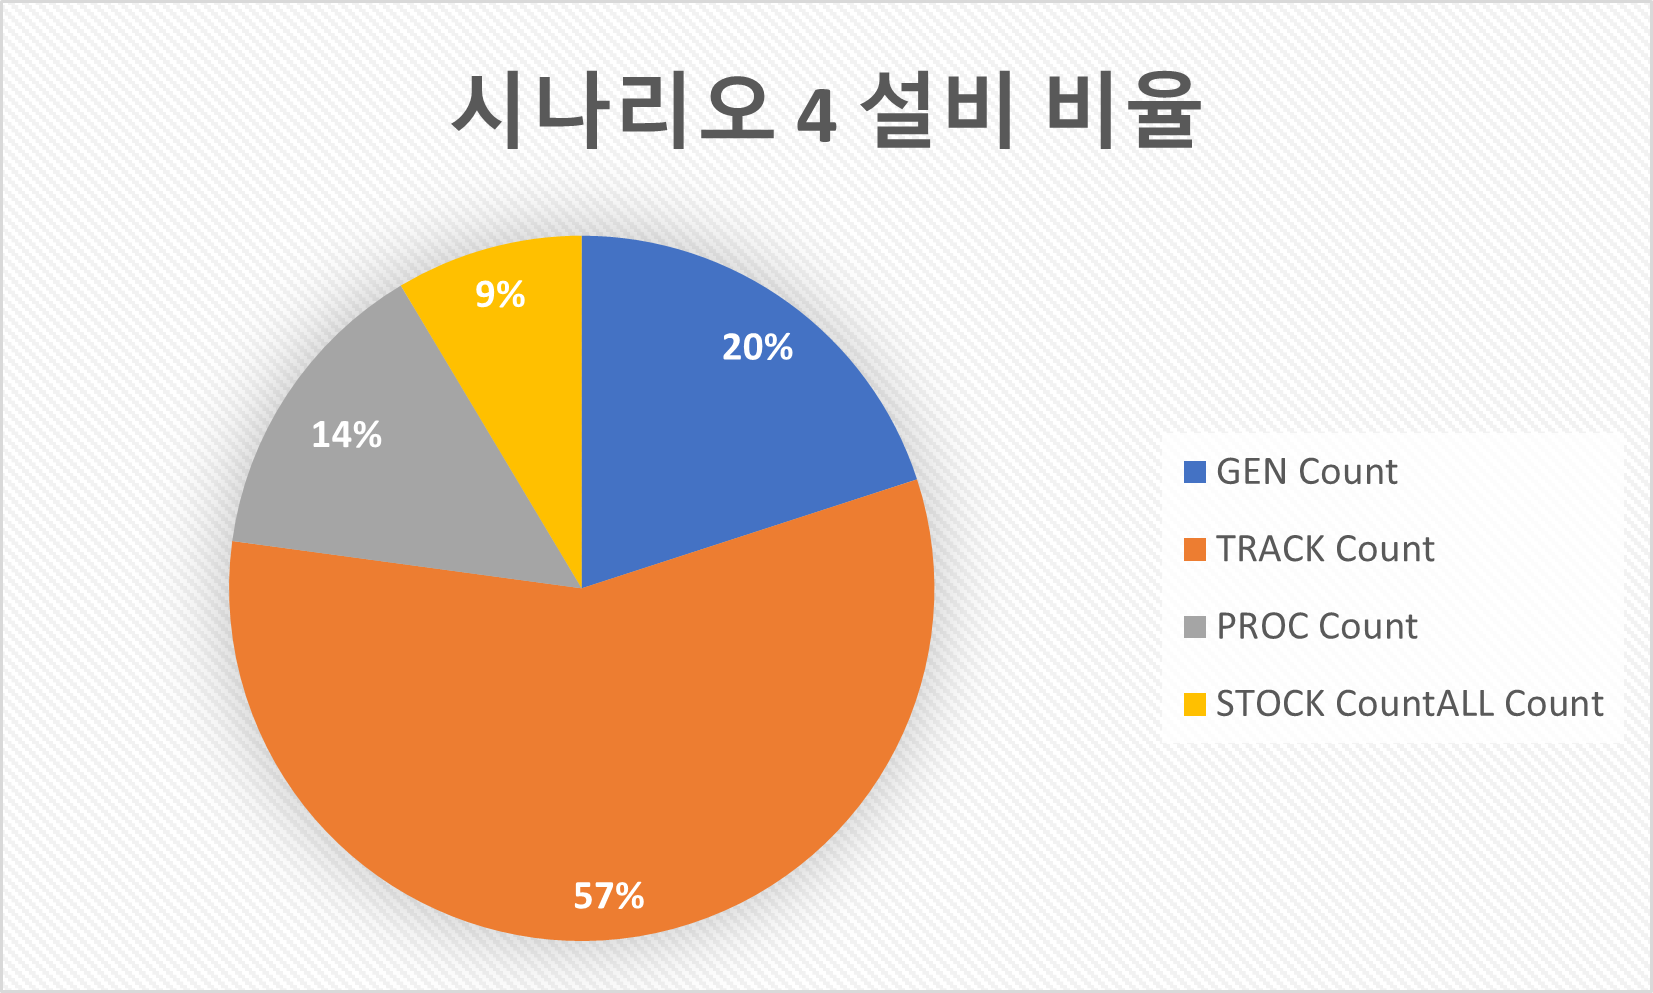 시나리오 4 설비 비율
9%
20%
14%
57%
GEN Count
TRACK Count
PROC Count
STOCK CountALL Count